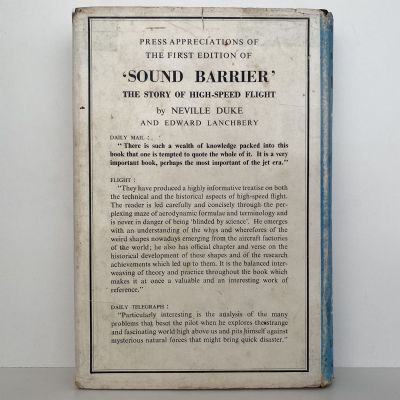 PRESS APPRECIATIONS OF
THE FIRST EDITION OF
'SOUND BARRIER'
THE STORY OF HIGH-SPEED FLIGHT
by NEVILLE DUKE
AND EDWARD LANCHBERY
DAILY MAIL :
"There is such a wealth of knowledge packed into this
book that one is tempted to quote the whole of it. It is a very
important book, perhaps the most important of the jet era."
FLIGHT :
"They have produced a highly informative treatise on both
the technical and the historical aspects of high-speed flight.
The reader is led carefully and concisely through the per-
plexing maze of aerodynamic formulae and terminology and
is never in danger of being 'blinded by science'. He emerges
with an understanding of the whys and wherefores of the
weird shapes nowadays emerging from the aircraft factories
of the world; he also has official chapter and verse on the
historical development of those shapes and of the research
achievements which led up to them. It is the balanced inter-
weaving of theory and practice throughout the book which
makes it at once a valuable and an interesting work of
reference."
DAILY TELEGRAPH :
"Particularly interesting is the analysis of the many
problems that beset the pilot when he explores the strange
and fascinating world high above us and pits himself against
mysterious natural forces that might bring quick disaster."